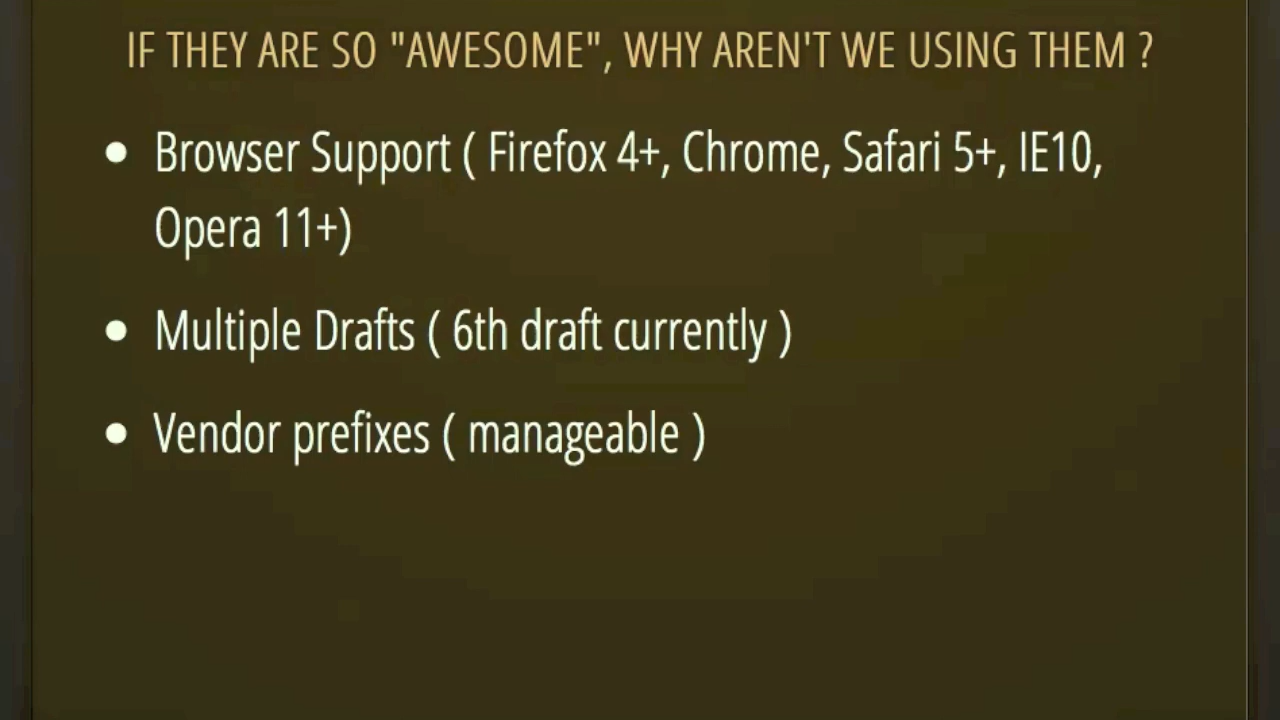 IF THEY ARE SO "AWESOME", WHY AREN'T WE USING THEM ?
• Browser Support ( Firefox 4+, Chrome, Safari 5+, IE10,
Opera 11+)
• Multiple Drafts ( 6th draft currently )
• Vendor prefixes ( manageable )